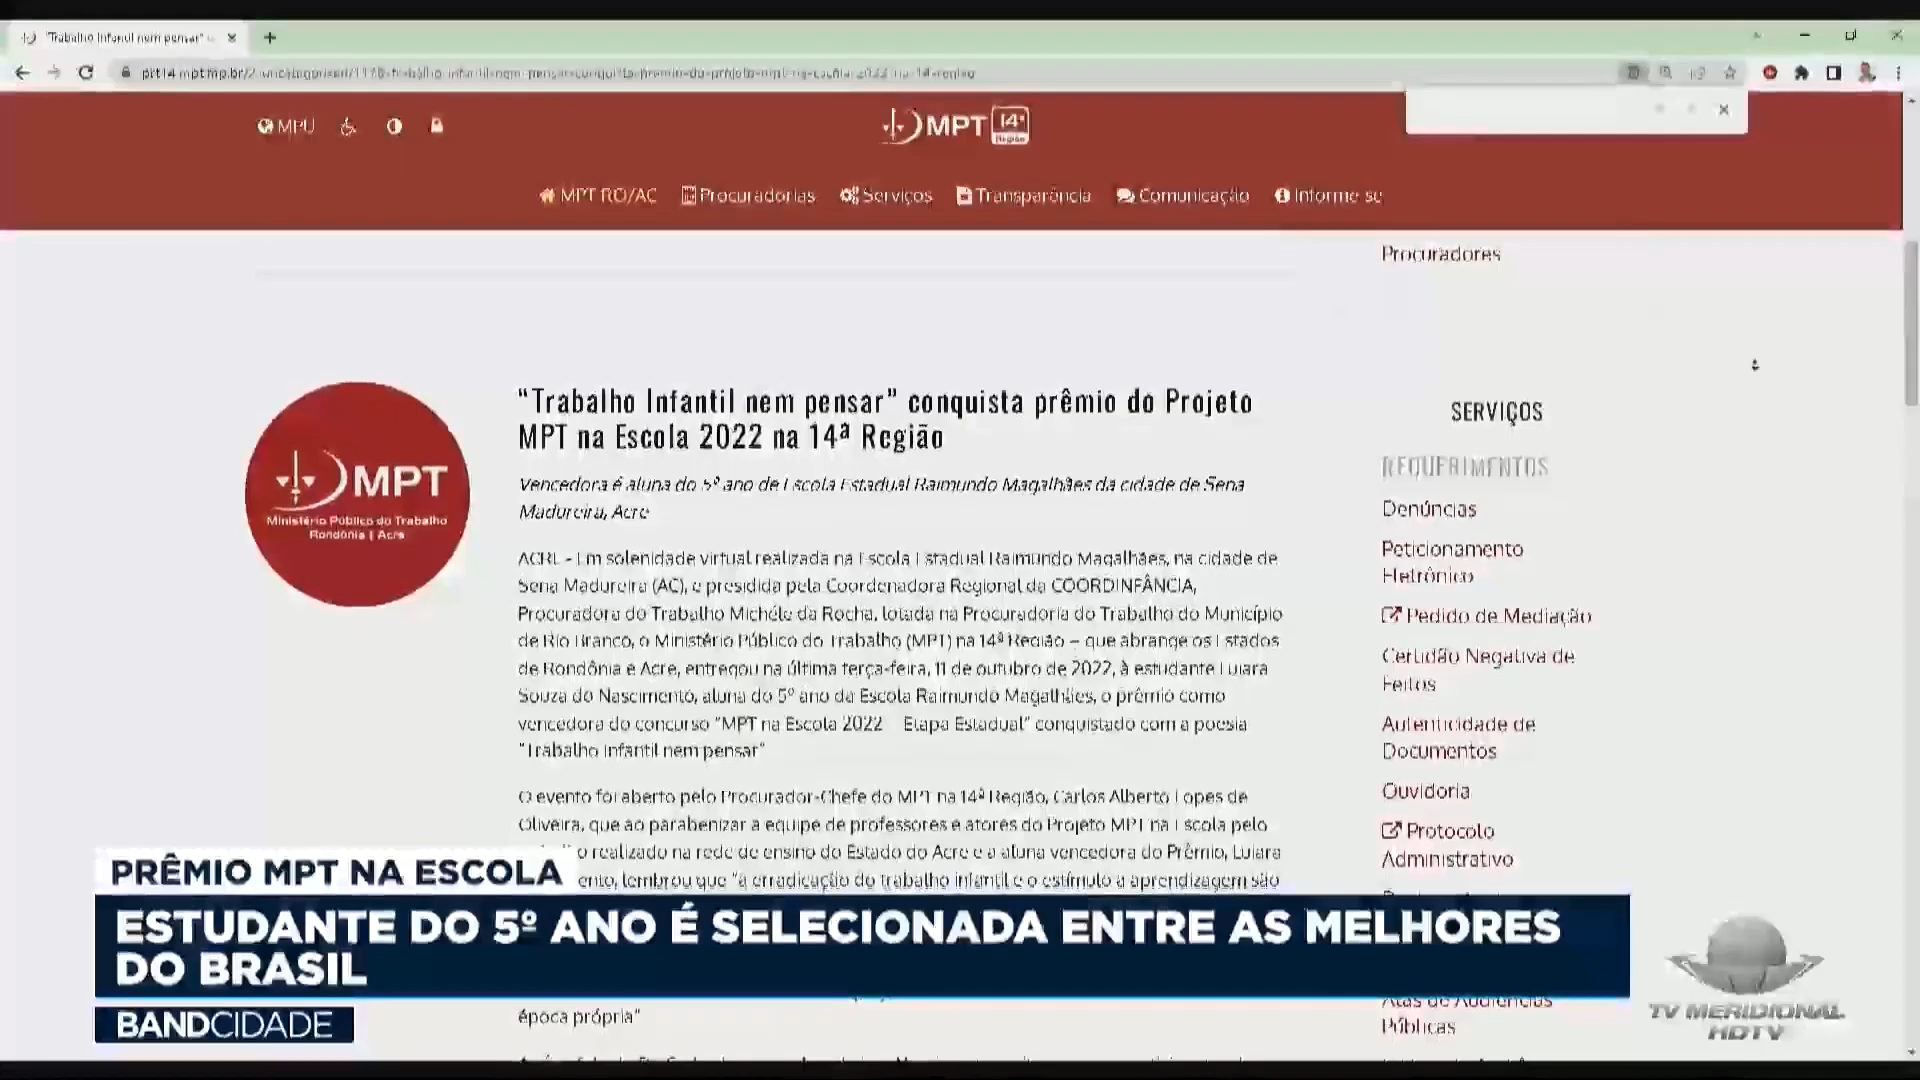 "Trabalho Infantil nem pensar"
MPU
MPT 14ª Região
MPT RO/AC Procuradorias Serviços Transparência Comunicação Informe-se
Procuradores
MPT
Ministério Público do Trabalho
Rondônia | Acre
“Trabalho Infantil nem pensar” conquista prêmio do Projeto
MPT na Escola 2022 na 14ª Região
Vencedora é aluna do 5º ano de Escola Estadual Raimundo Magalhães da cidade de Sena
Madureira, Acre
ACRE - Em solenidade virtual realizada na Escola Estadual Raimundo Magalhães, na cidade de
Sena Madureira (AC), e presidida pela Coordenadora Regional da COORDINFÂNCIA,
Procuradora do Trabalho Michéle da Rocha, lotada na Procuradoria do Trabalho do Município
de Rio Branco, o Ministério Público do Trabalho (MPT) na 14ª Região – que abrange os Estados
de Rondônia e Acre, entregou na última terça-feira, 11 de outubro de 2022, à estudante Luiara
Souza do Nascimento, aluna do 5º ano da Escola Raimundo Magalhães, o prêmio como
vencedora do concurso "MPT na Escola 2022 Etapa Estadual" conquistado com a poesia
"Trabalho Infantil nem pensar"
O evento foi aberto pelo Procurador-Chefe do MPT na 14ª Região, Carlos Alberto Lopes de
Oliveira, que ao parabenizar a equipe de professores e atores do Projeto MPT na Escola pelo
o realizado na rede de ensino do Estado do Acre e a aluna vencedora do Prêmio, Luiara
ento, lembrou que "a erradicação do trabalho infantil e o estímulo a aprendizagem são
época própria"
SERVIÇOS
REQUERIMENTOS
Denúncias
Peticionamento
Eletrônico
Pedido de Mediação
Certidão Negativa de
Feitos
Autenticidade de
Documentos
Ouvidoria
Protocolo
Administrativo
Atas de Audiências
Públicas
PRÊMIO MPT NA ESCOLA
ESTUDANTE DO 5º ANO É SELECIONADA ENTRE AS MELHORES
DO BRASIL
BANDCIDADE
TV MERIDIONAL
HDTV